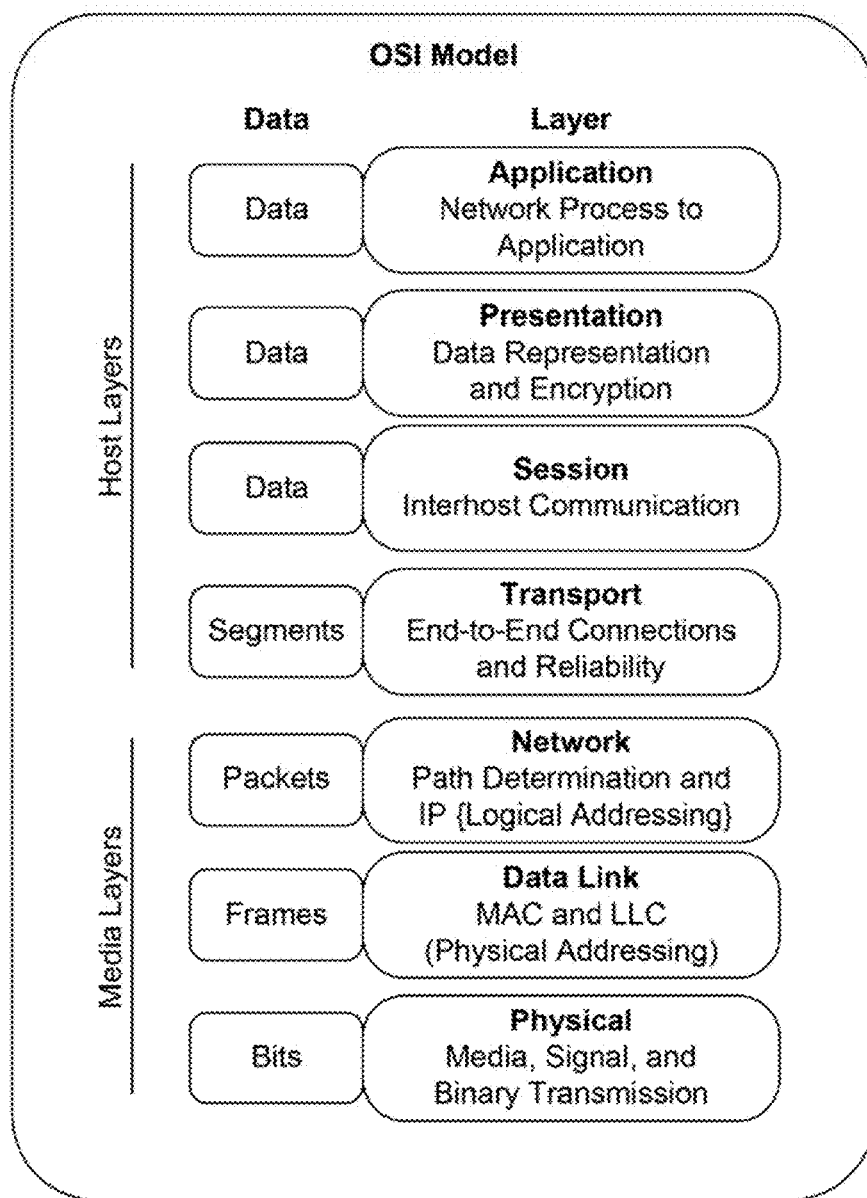 OSI Model
Data Layer
Host Layers
Data
Application
Network Process to
Application
Data
Presentation
Data Representation
and Encryption
Data
Session
Interhost Communication
Segments
Transport
End-to-End Connections
and Reliability
Media Layers
Packets
Network
Path Determination and
IP {Logical Addressing}
Frames
Data Link
MAC and LLC
(Physical Addressing)
Bits
Physical
Media, Signal, and
Binary Transmission